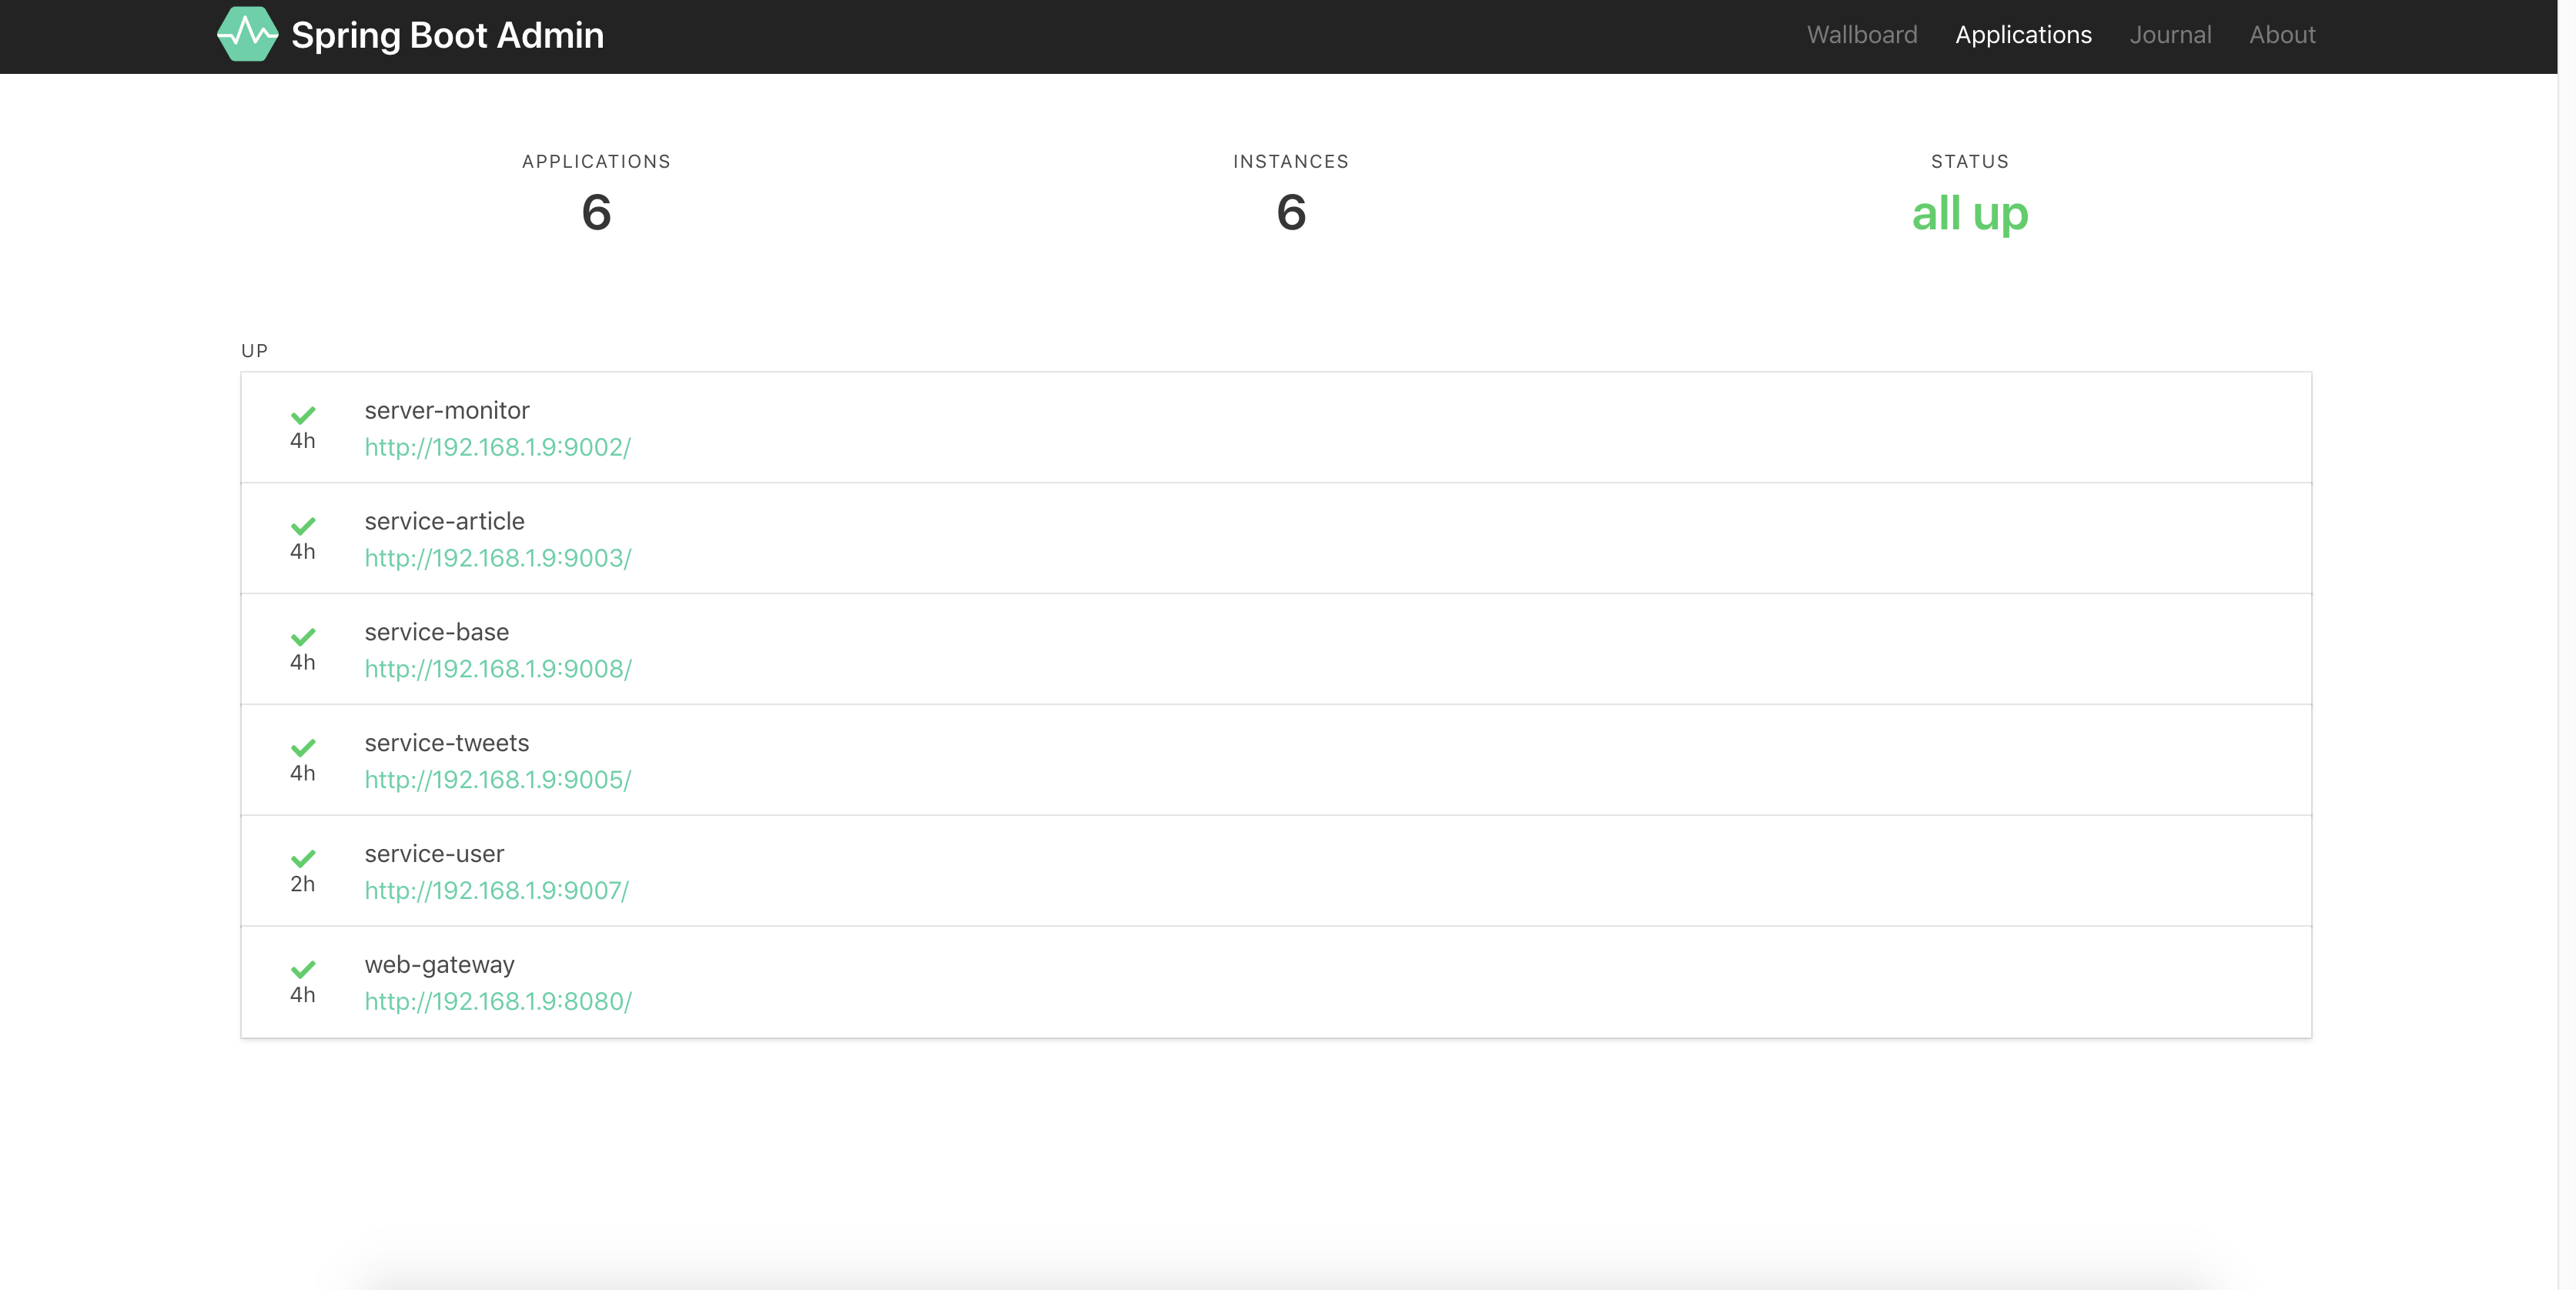 Spring Boot Admin
Wallboard Applications Journal About
APPLICATIONS INSTANCES STATUS
6 6 all up
UP
server-monitor
4h
http://192.168.1.9:9002/
service-article
4h
http://192.168.1.9:9003/
service-base
4h
http://192.168.1.9:9008/
service-tweets
4h
http://192.168.1.9:9005/
service-user
2h
http://192.168.1.9:9007/
web-gateway
4h
http://192.168.1.9:8080/